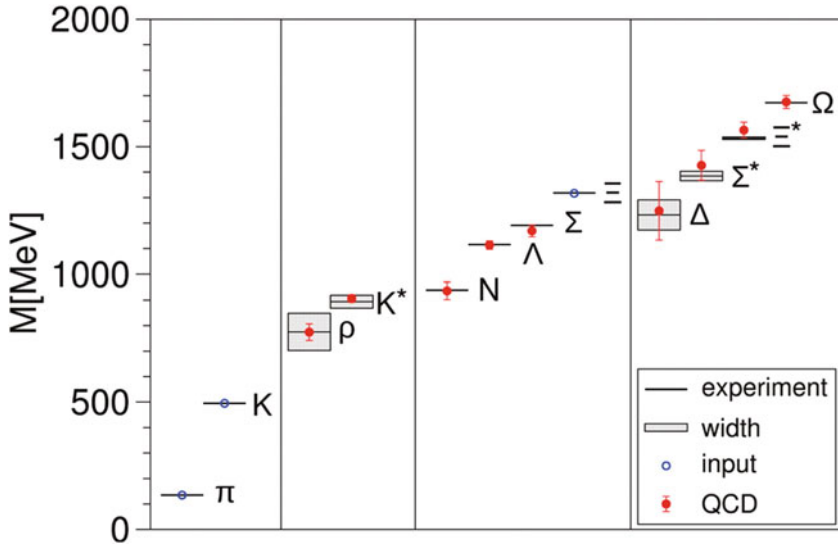 M[MeV]
2000
1500
1000
500
0
π
K
ρ
K*
N
Λ
Σ
Ξ
Δ
Σ*
Ξ*
Ω
experiment
width
input
QCD